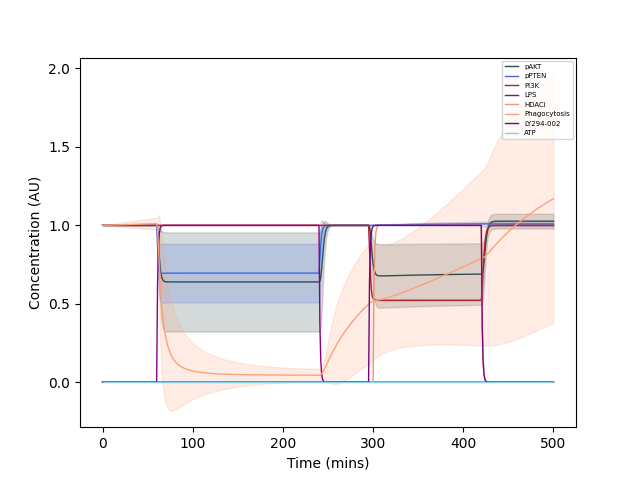 2.0
1.5
1.0
0.5
0.0
Concentration (AU)
0
100
200
300
400
500
Time (mins)
pAKT
pPTEN
PI3K
LPS
HDACi
Phagocytosis
LY294-002
ATP